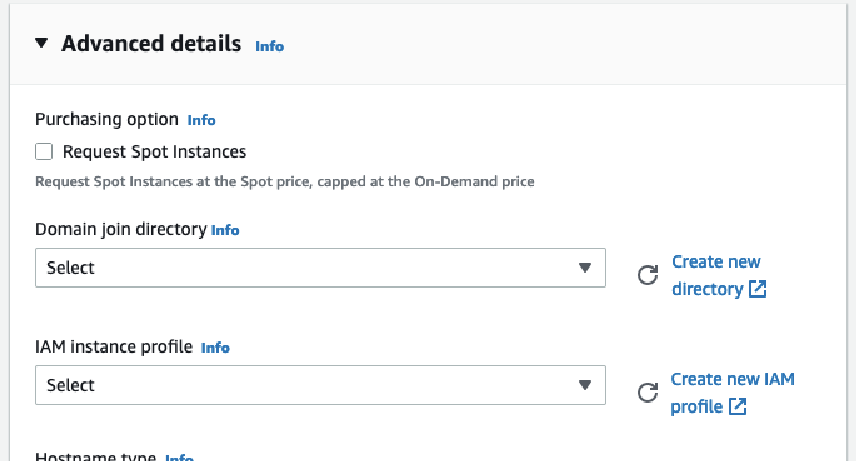 Advanced details Info
Purchasing option Info
Request Spot Instances
Request Spot Instances at the Spot price, capped at the On-Demand price
Domain join directory Info
Select
Create new
directory
IAM instance profile Info
Select
Create new IAM
profile
Hostname type Info